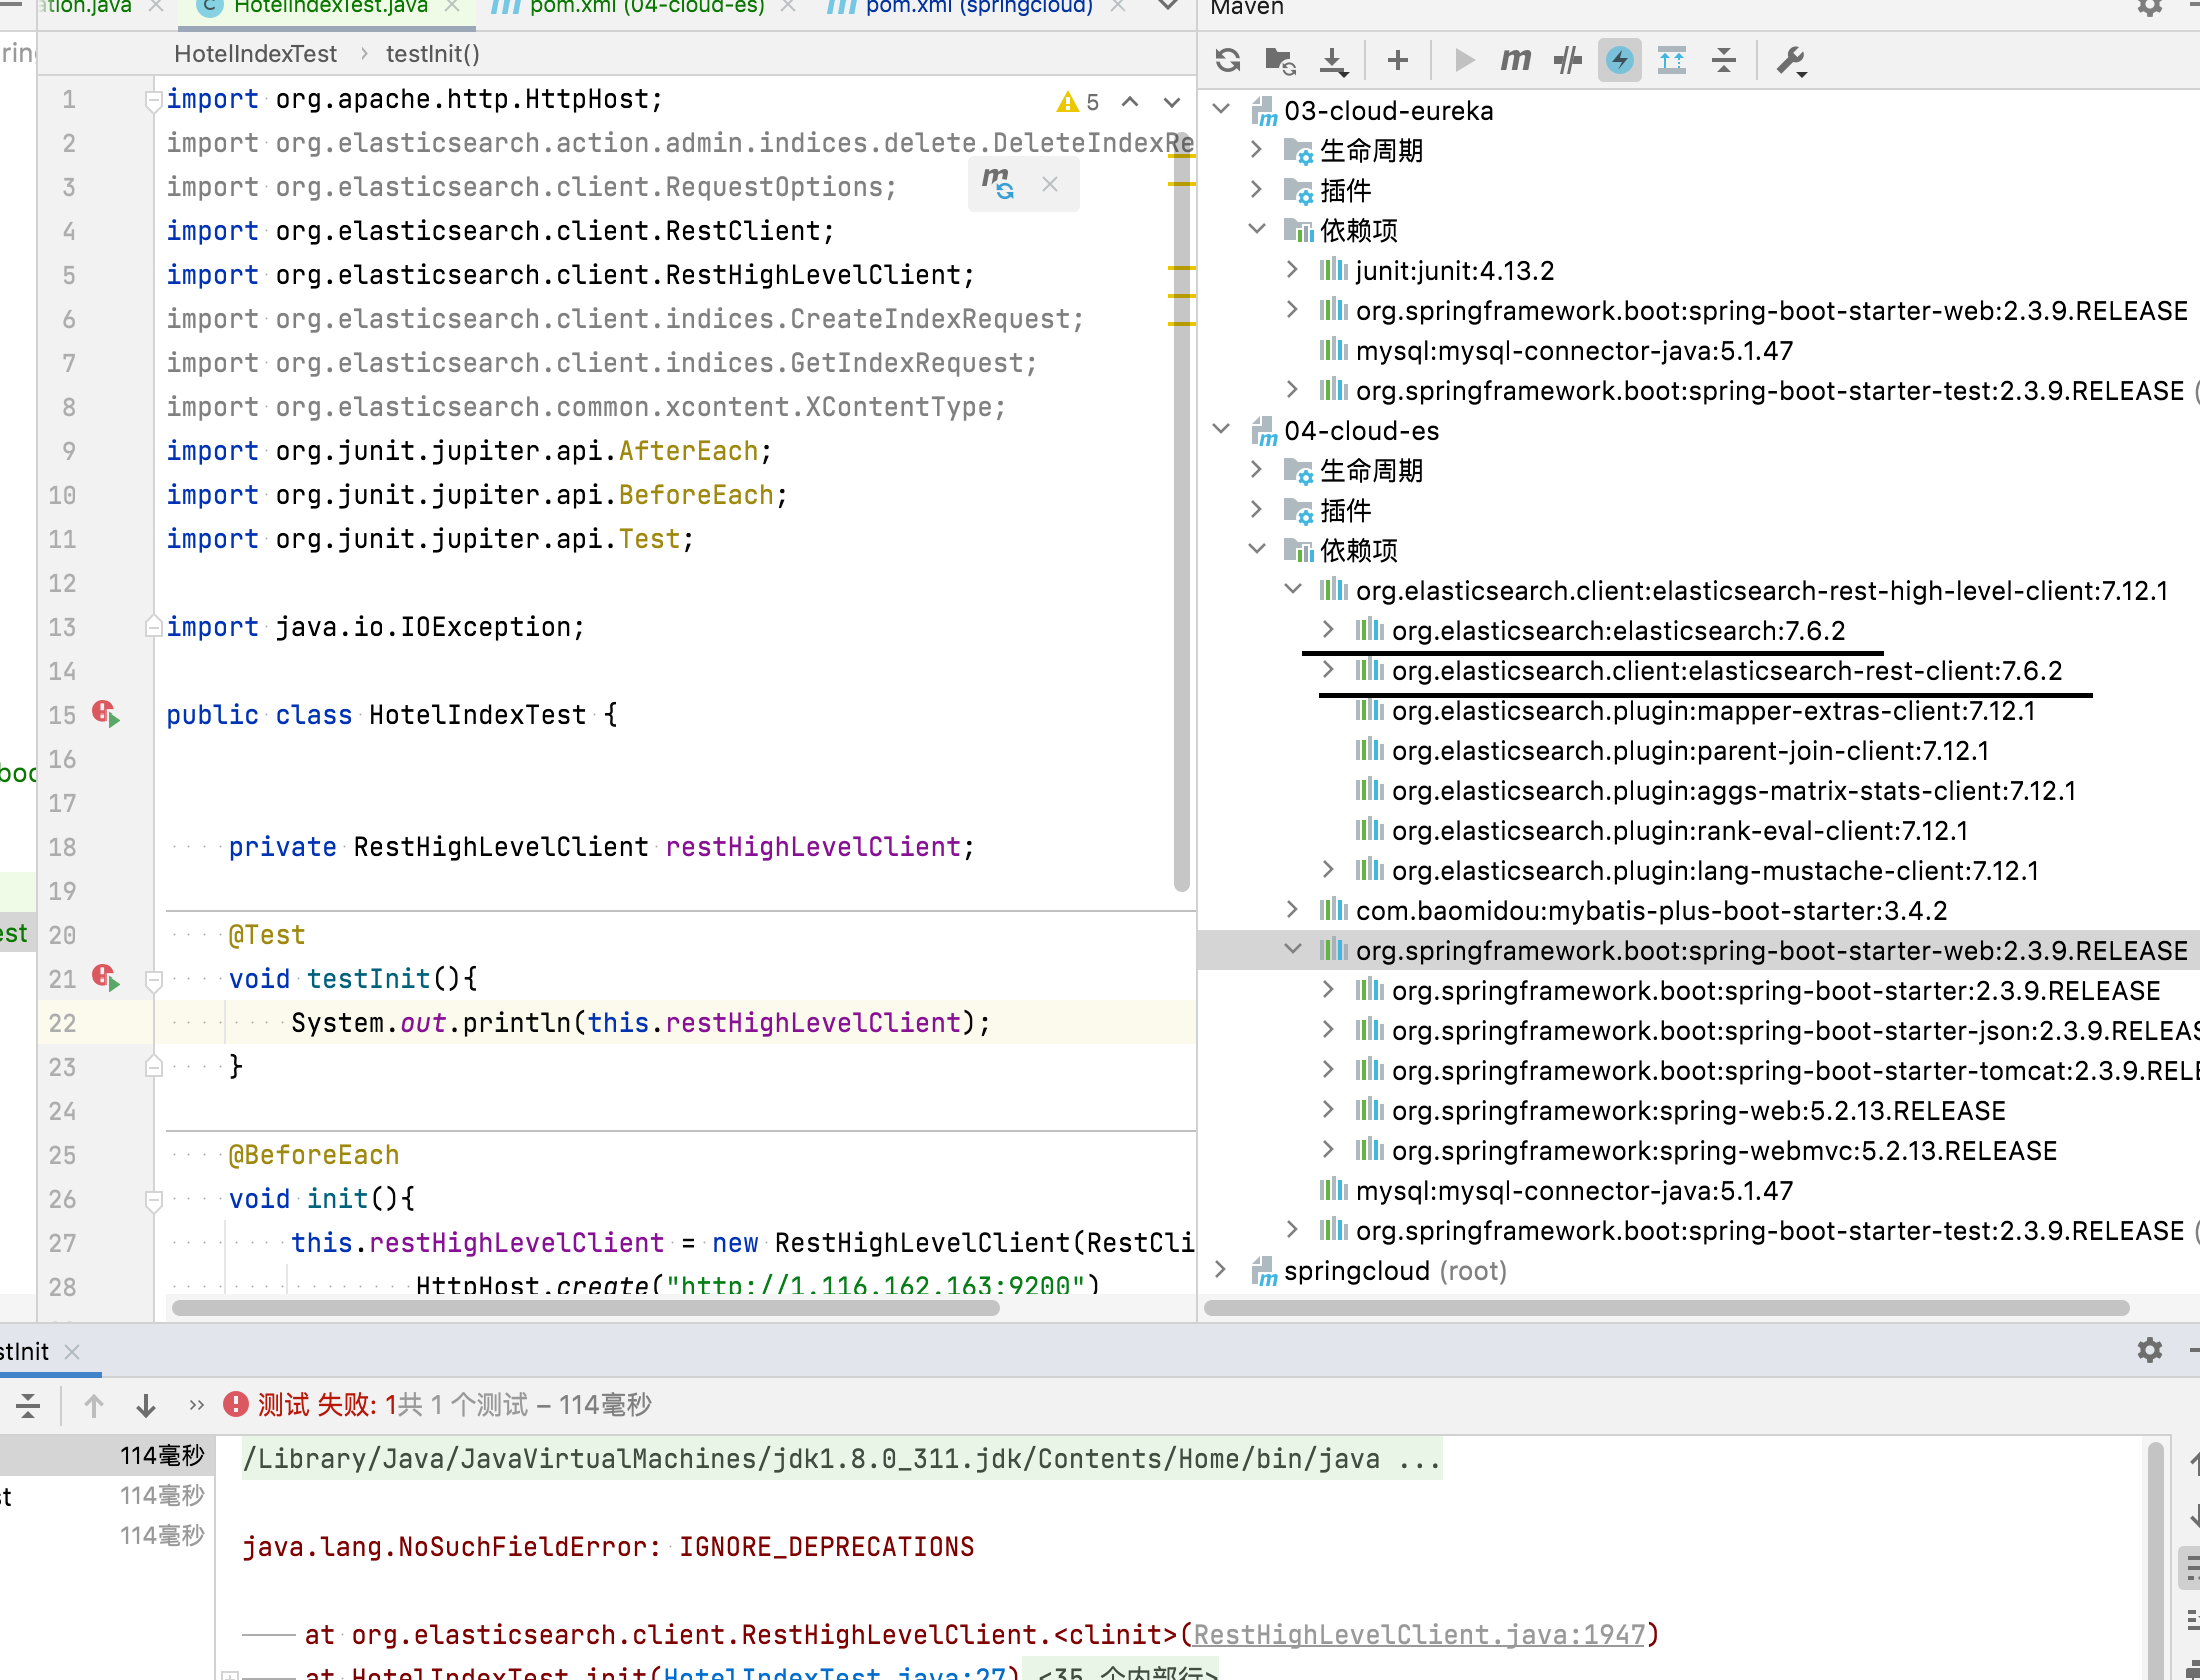 ation.java HotelIndexTest.java pom.xml (04-cloud-es) pom.xml (springcloud)
HotelIndexTest testInit()
5
1 import org.apache.http.HttpHost;
2 import org.elasticsearch.action.admin.indices.delete.DeleteIndexRe
3 import org.elasticsearch.client.RequestOptions;
4 import org.elasticsearch.client.RestClient;
5 import org.elasticsearch.client.RestHighLevelClient;
6 import org.elasticsearch.client.indices.CreateIndexRequest;
7 import org.elasticsearch.client.indices.GetIndexRequest;
8 import org.elasticsearch.common.xcontent.XContentType;
9 import org.junit.jupiter.api.AfterEach;
10 import org.junit.jupiter.api.BeforeEach;
11 import org.junit.jupiter.api.Test;
12
13 import java.io.IOException;
14
15 public class HotelIndexTest {
16
17
18 private RestHighLevelClient restHighLevelClient;
19
20 @Test
21 void testInit(){
22 System.out.println(this.restHighLevelClient);
23 }
24
25 @BeforeEach
26 void init(){
27 this.restHighLevelClient = new RestHighLevelClient(RestCli
28 HttpHost.create("http://1.116.162.163:9200")
Maven
03-cloud-eureka
生命周期
插件
依赖项
junit:junit:4.13.2
org.springframework.boot:spring-boot-starter-web:2.3.9.RELEASE
mysql:mysql-connector-java:5.1.47
org.springframework.boot:spring-boot-starter-test:2.3.9.RELEASE (
04-cloud-es
生命周期
插件
依赖项
org.elasticsearch.client:elasticsearch-rest-high-level-client:7.12.1
org.elasticsearch:elasticsearch:7.6.2
org.elasticsearch.client:elasticsearch-rest-client:7.6.2
org.elasticsearch.plugin:mapper-extras-client:7.12.1
org.elasticsearch.plugin:parent-join-client:7.12.1
org.elasticsearch.plugin:aggs-matrix-stats-client:7.12.1
org.elasticsearch.plugin:rank-eval-client:7.12.1
org.elasticsearch.plugin:lang-mustache-client:7.12.1
com.baomidou:mybatis-plus-boot-starter:3.4.2
org.springframework.boot:spring-boot-starter-web:2.3.9.RELEASE
org.springframework.boot:spring-boot-starter:2.3.9.RELEASE
org.springframework.boot:spring-boot-starter-json:2.3.9.RELEAS
org.springframework.boot:spring-boot-starter-tomcat:2.3.9.RELE
org.springframework:spring-web:5.2.13.RELEASE
org.springframework:spring-webmvc:5.2.13.RELEASE
mysql:mysql-connector-java:5.1.47
org.springframework.boot:spring-boot-starter-test:2.3.9.RELEASE (
springcloud (root)
stInit
测试 失败: 1共 1 个测试 – 114毫秒
114毫秒
114毫秒
114毫秒
/Library/Java/JavaVirtualMachines/jdk1.8.0_311.jdk/Contents/Home/bin/java ...
java.lang.NoSuchFieldError: IGNORE_DEPRECATIONS
at org.elasticsearch.client.RestHighLevelClient.<clinit>(RestHighLevelClient.java:1947)
at HotelIndexTest.init(HotelIndexTest.java:27) <35 个内部行>